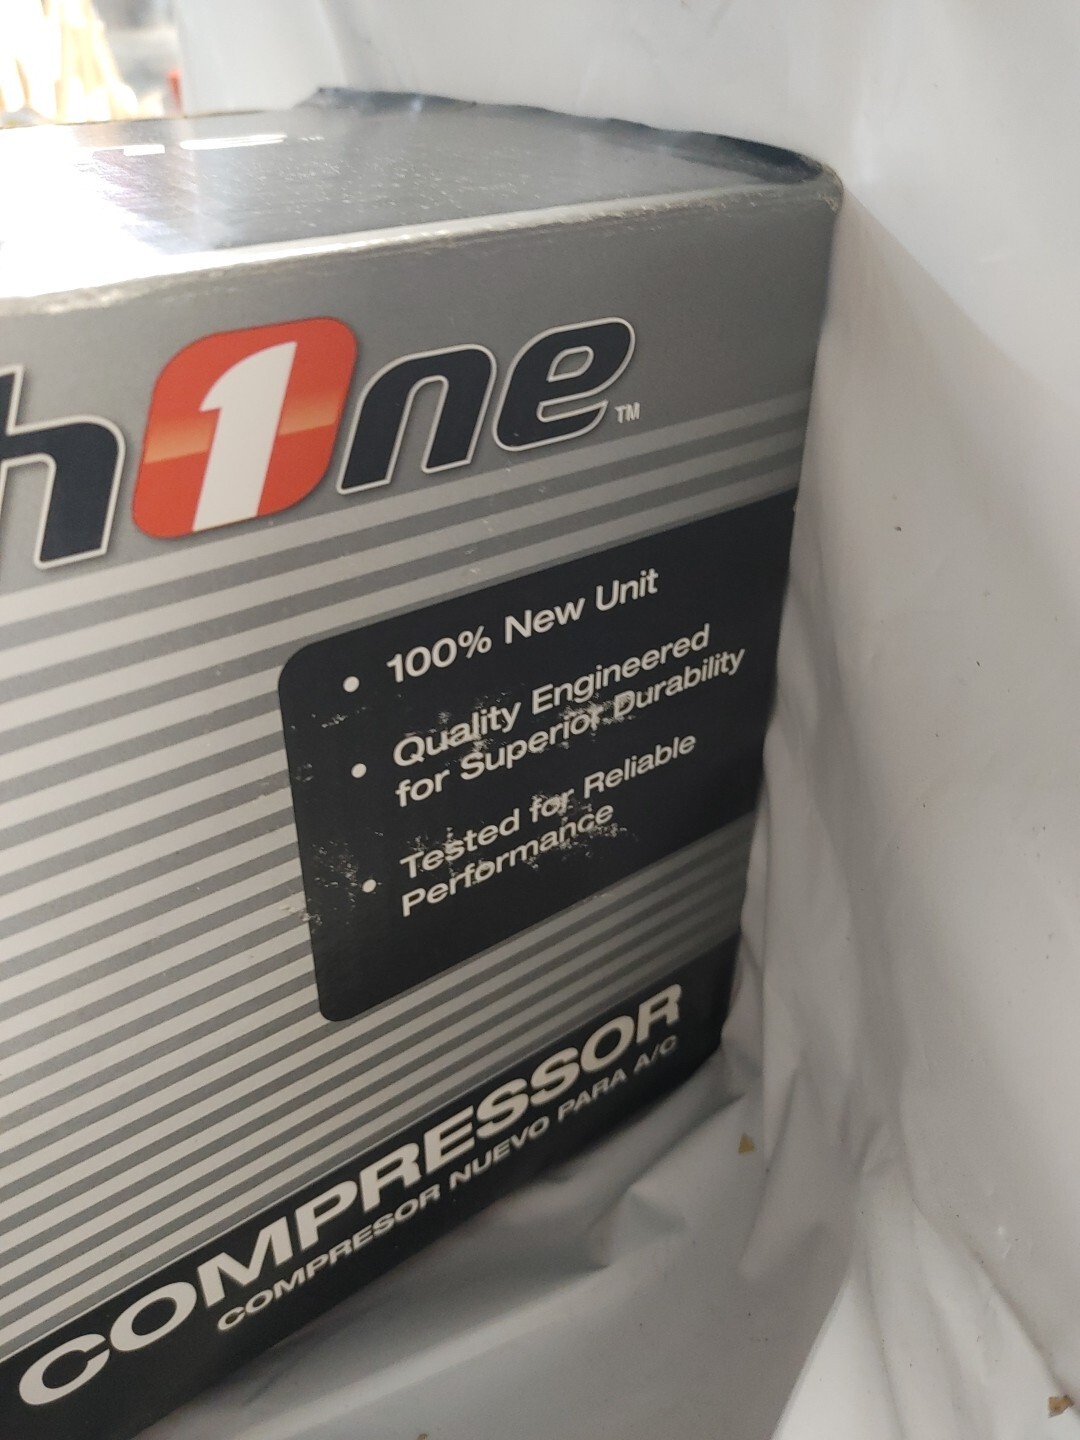 h1ne™
• 100% New Unit
• Quality Engineered
for Superior Durability
• Tested for Reliable
Performance
COMPRESSOR
COMPRESOR NUEVO PARA A/C